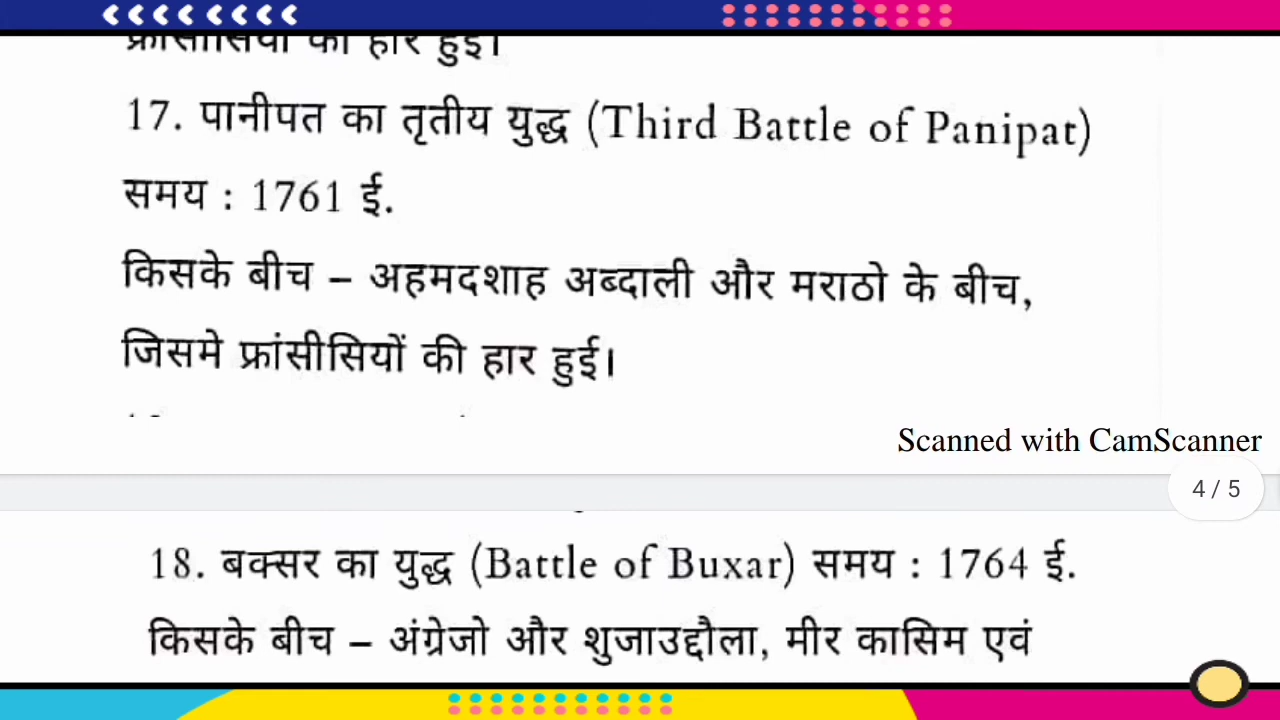 फ्रांसीसियों की हार हुई।
17. पानीपत का तृतीय युद्ध (Third Battle of Panipat)
समय : 1761 ई.
किसके बीच – अहमदशाह अब्दाली और मराठो के बीच,
जिसमे फ्रांसीसियों की हार हुई।
Scanned with CamScanner
4 / 5
18. बक्सर का युद्ध (Battle of Buxar) समय : 1764 ई.
किसके बीच – अंग्रेजो और शुजाउद्दौला, मीर कासिम एवं